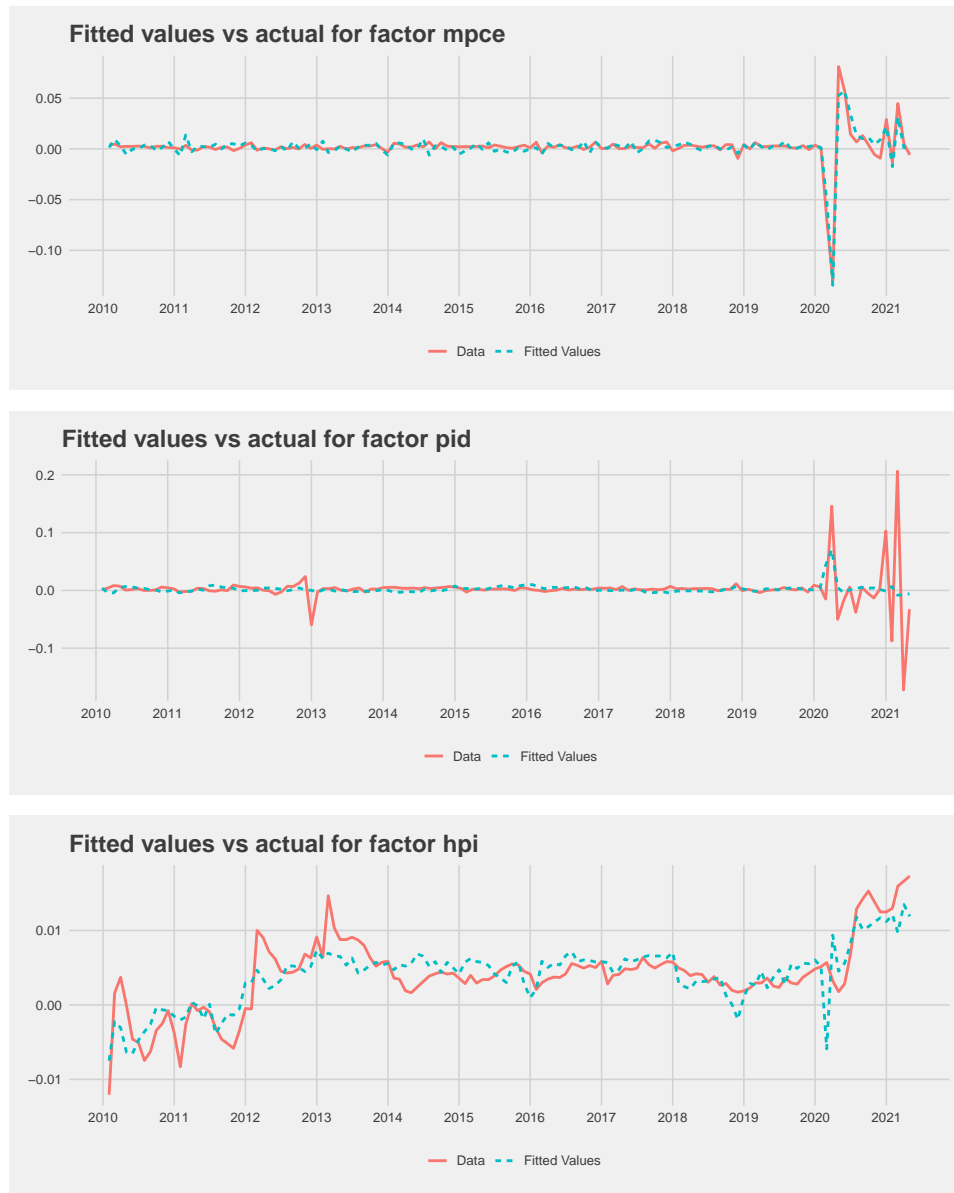 Fitted values vs actual for factor mpce
0.05
0.00
−0.05
−0.10
2010 2011 2012 2013 2014 2015 2016 2017 2018 2019 2020 2021
Data Fitted Values
Fitted values vs actual for factor pid
0.2
0.1
0.0
−0.1
2010 2011 2012 2013 2014 2015 2016 2017 2018 2019 2020 2021
Data Fitted Values
Fitted values vs actual for factor hpi
0.01
0.00
−0.01
2010 2011 2012 2013 2014 2015 2016 2017 2018 2019 2020 2021
Data Fitted Values